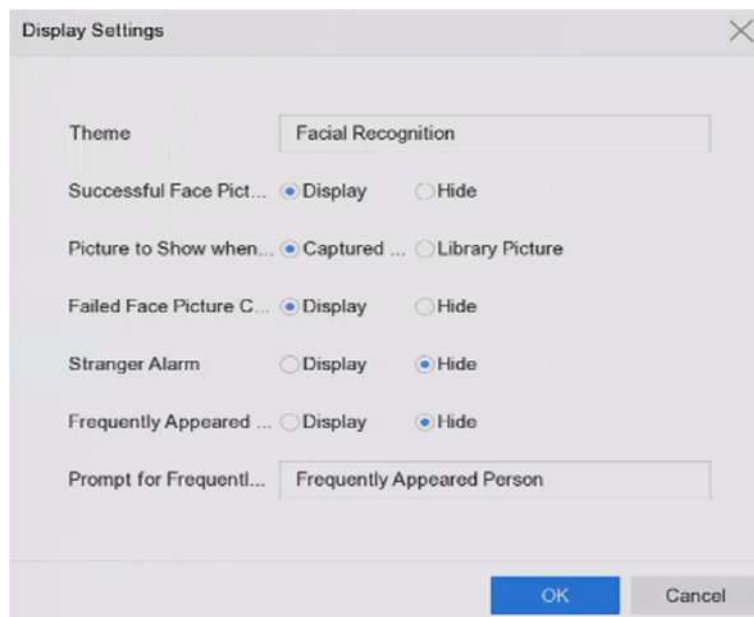 Display Settings
Theme Facial Recognition
Successful Face Pict... Display Hide
Picture to Show when... Captured ... Library Picture
Failed Face Picture C... Display Hide
Stranger Alarm Display Hide
Frequently Appeared ... Display Hide
Prompt for Frequentl... Frequently Appeared Person
OK Cancel